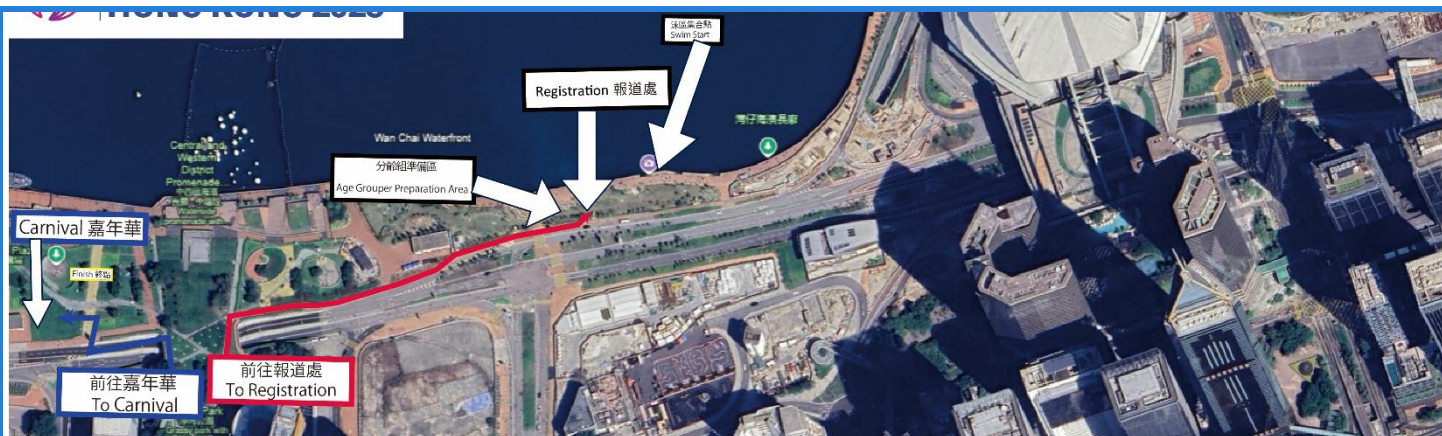 HONG KONG 2025
泳區集合點
Swim Start
Registration 報道處
灣仔海濱長廊
Wan Chai Waterfront
Central and
Western
District
Promenade
分齡組準備區
Age Grouper Preparation Area
Carnival 嘉年華
Finish 終點
前往報道處
To Registration
前往嘉年華
To Carnival
Park